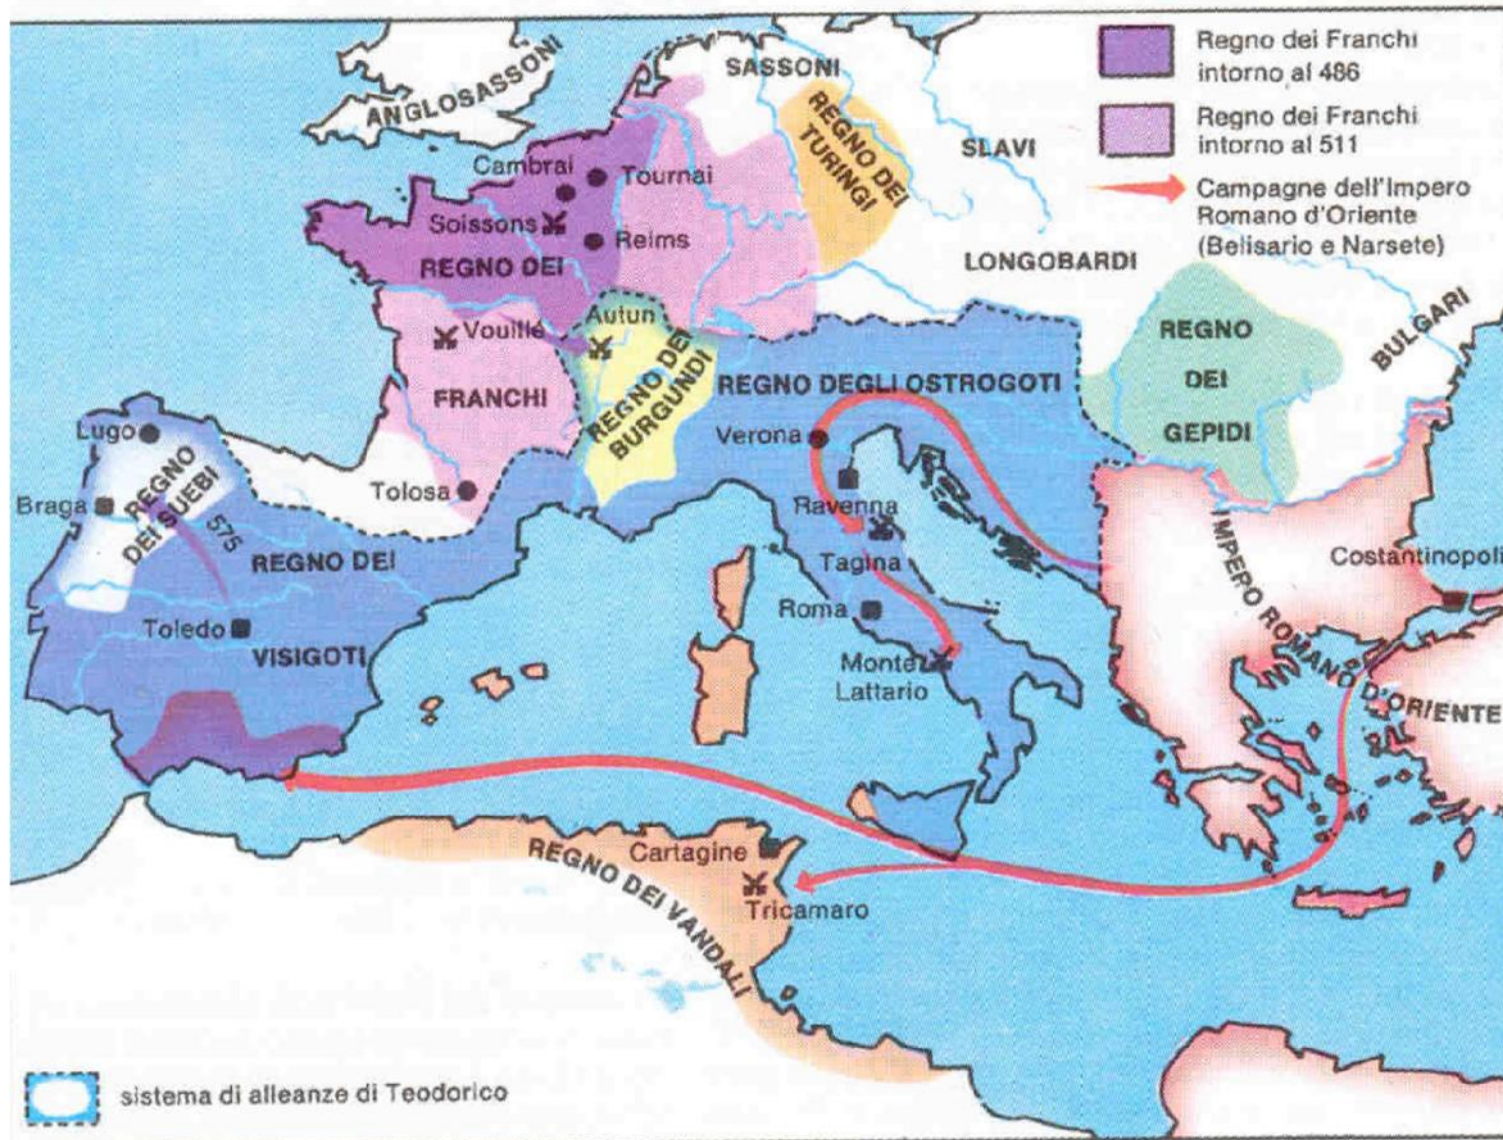 Regno dei Franchi
intorno al 486
Regno dei Franchi
intorno al 511
Campagne dell'Impero
Romano d'Oriente
(Belisario e Narsete)
ANGLOSASSONI
SASSONI
REGNO DEI
TURINGI
SLAVI
Cambrai
Tournai
Soissons
Reims
REGNO DEI
LONGOBARDI
Autun
Vouillé
FRANCHI
REGNO DEI
BURGUNDI
REGNO DEGLI OSTROGOTI
REGNO
DEI
GEPIDI
BULGARI
Lugo
Verona
REGNO
DEI SUEBI
Braga
575
Tolosa
Ravenna
Tagina
REGNO DEI
Costantinopoli
IMPERO ROMANO D'ORIENTE
Roma
Toledo
VISIGOTI
Monte
Lattario
REGNO DEI VANDALI
Cartagine
Tricamaro
sistema di alleanze di Teodorico